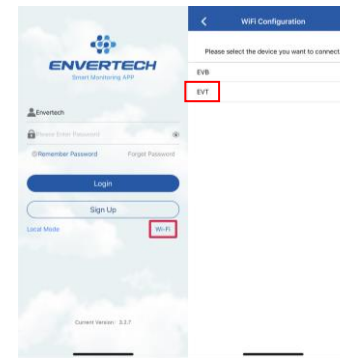 ENVERTECH
Smart Monitoring APP
Envertech
Please Enter Password
Remember Password Forget Password
Login
Sign Up
Local Mode Wi-Fi
Current Version: 3.3.7
WiFi Configuration
Please select the device you want to connect
EVB
EVT